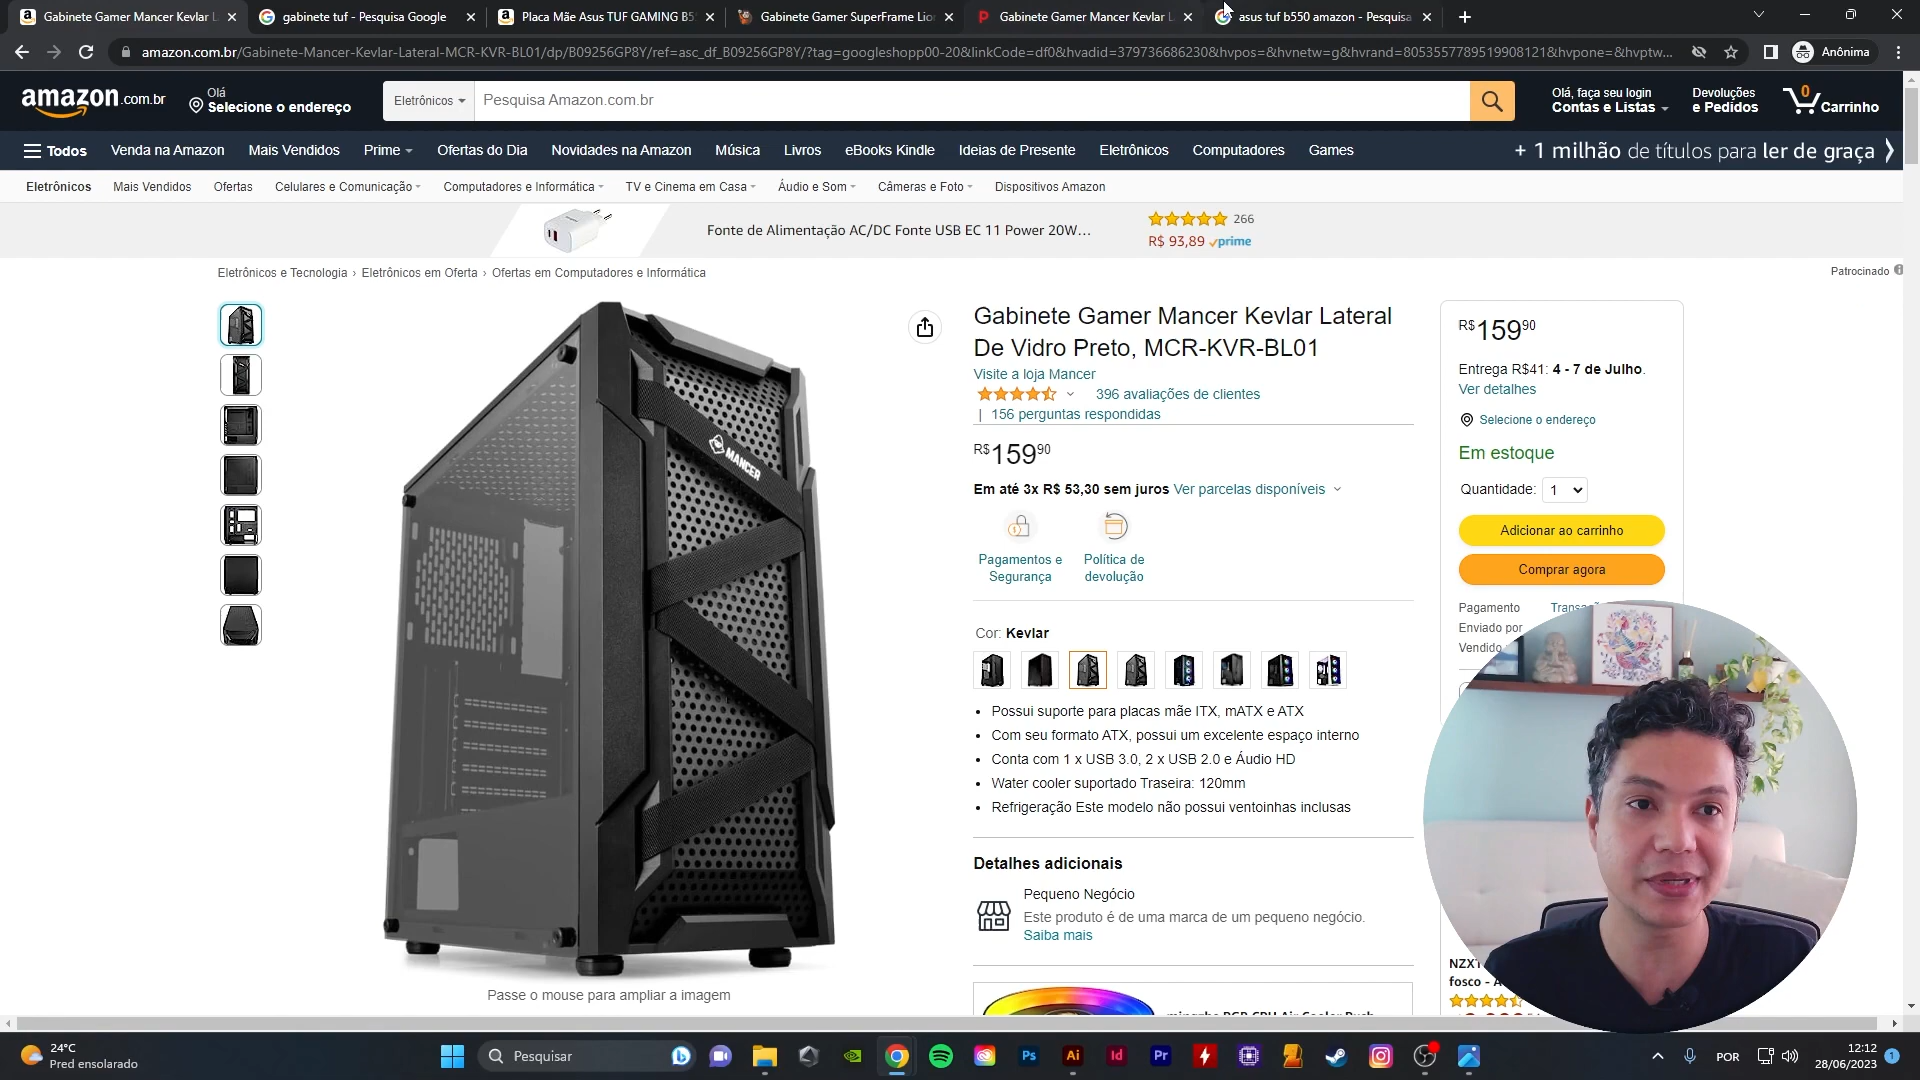 Gabinete Gamer Mancer Kevlar L
gabinete tuf - Pesquisa Google
Placa Mãe Asus TUF GAMING B5
Gabinete Gamer SuperFrame Lio
Gabinete Gamer Mancer Kevlar L
asus tuf b550 amazon - Pesquisa
amazon.com.br/Gabinete-Mancer-Kevlar-Lateral-MCR-KVR-BL01/dp/B09256GP8Y/ref=asc_df_B09256GP8Y/?tag=googleshopp00-20&linkCode=df0&hvadid=379736686230&hvpos=&hvnetw=g&hvrand=8053557789519908121&hvpone=&hvptw...
Anônima
amazon.com.br
Olá
Selecione o endereço
Eletrônicos
Pesquisa Amazon.com.br
Olá, faça seu login
Contas e Listas
Devoluções
e Pedidos
0
Carrinho
Todos
Venda na Amazon
Mais Vendidos
Prime
Ofertas do Dia
Novidades na Amazon
Música
Livros
eBooks Kindle
Ideias de Presente
Eletrônicos
Computadores
Games
+ 1 milhão de títulos para ler de graça
Eletrônicos
Mais Vendidos
Ofertas
Celulares e Comunicação
Computadores e Informática
TV e Cinema em Casa
Áudio e Som
Câmeras e Foto
Dispositivos Amazon
Fonte de Alimentação AC/DC Fonte USB EC 11 Power 20W...
266
R$ 93,89 prime
Eletrônicos e Tecnologia › Eletrônicos em Oferta › Ofertas em Computadores e Informática
Patrocinado
MANCER
Passe o mouse para ampliar a imagem
Gabinete Gamer Mancer Kevlar Lateral
De Vidro Preto, MCR-KVR-BL01
Visite a loja Mancer
396 avaliações de clientes
| 156 perguntas respondidas
R$15990
Em até 3x R$ 53,30 sem juros Ver parcelas disponíveis
Pagamentos e
Segurança
Política de
devolução
Cor: Kevlar
• Possui suporte para placas mãe ITX, mATX e ATX
• Com seu formato ATX, possui um excelente espaço interno
• Conta com 1 x USB 3.0, 2 x USB 2.0 e Áudio HD
• Water cooler suportado Traseira: 120mm
• Refrigeração Este modelo não possui ventoinhas inclusas
Detalhes adicionais
Pequeno Negócio
Este produto é de uma marca de um pequeno negócio.
Saiba mais
R$15990
Entrega R$41: 4 - 7 de Julho.
Ver detalhes
Selecione o endereço
Em estoque
Quantidade: 1
Adicionar ao carrinho
Comprar agora
Pagamento
Enviado por
Vendido
fosco - A
24°C
Pred ensolarado
Pesquisar
Ps
Ai
Id
Pr
POR
12:12
28/06/2023
1